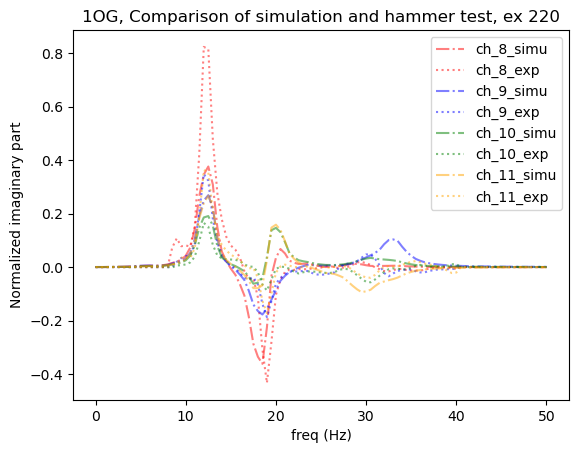 1OG, Comparison of simulation and hammer test, ex 220
ch_8_simu
ch_8_exp
ch_9_simu
ch_9_exp
ch_10_simu
ch_10_exp
ch_11_simu
ch_11_exp
Normalized imaginary part
0.8
0.6
0.4
0.2
0.0
−0.2
−0.4
0 10 20 30 40 50
freq (Hz)